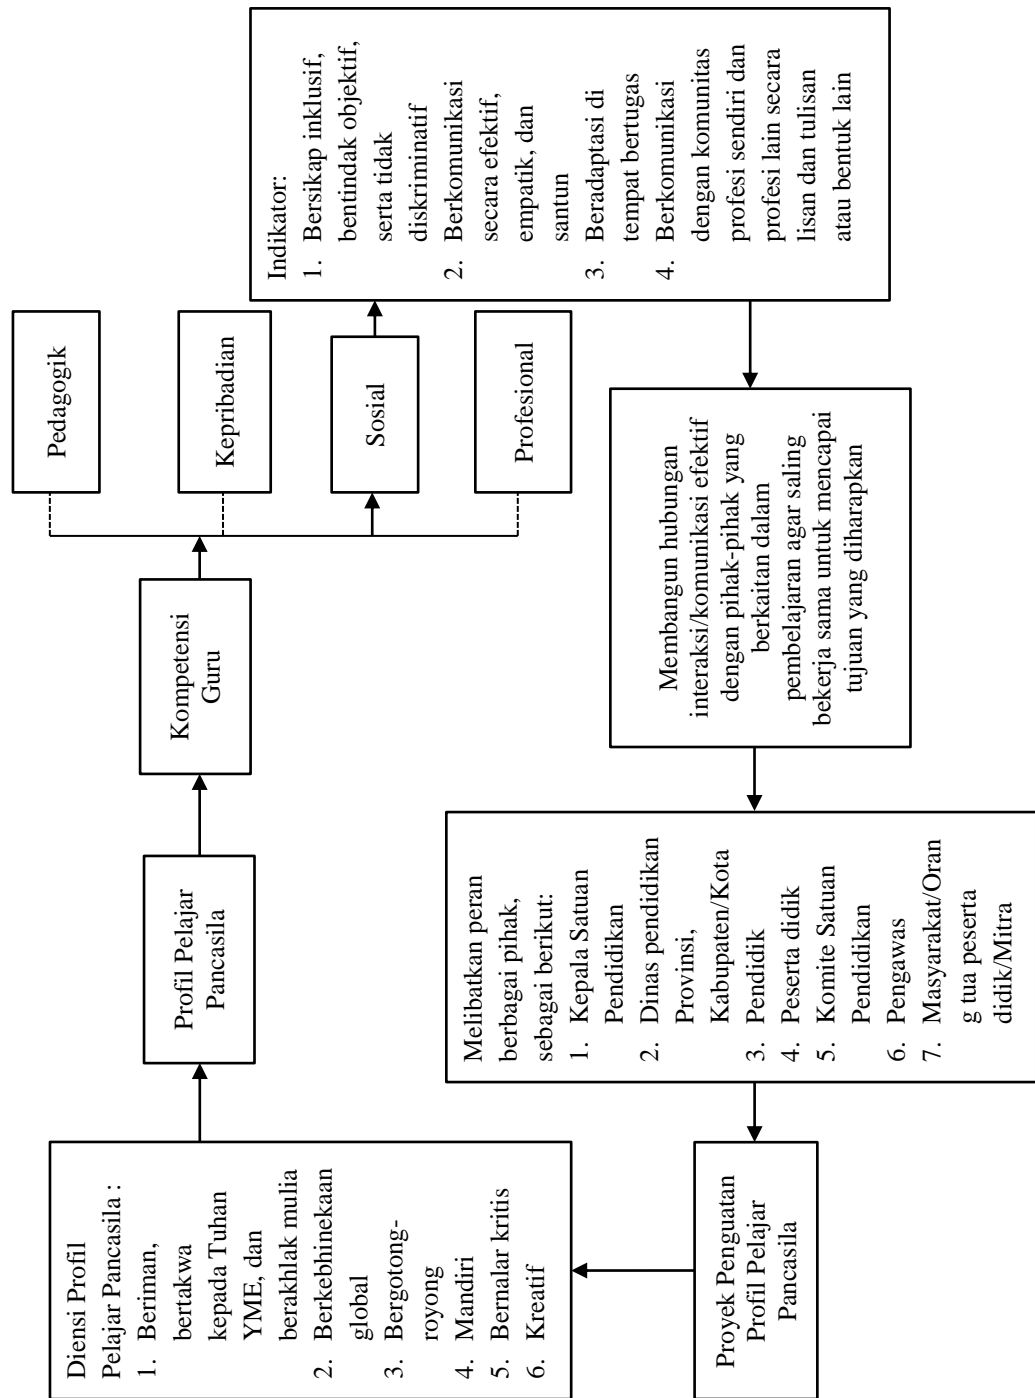 Diensi Profil
Pelajar Pancasila :
1. Beriman,
bertakwa
kepada Tuhan
YME, dan
berakhlak mulia
2. Berkebhinekaan
global
3. Bergotong-
royong
4. Mandiri
5. Bernalar kritis
6. Kreatif
Profil Pelajar
Pancasila
Kompetensi
Guru
Pedagogik
Kepribadian
Sosial
Profesional
Indikator:
1. Bersikap inklusif,
bentindak objektif,
serta tidak
diskriminatif
2. Berkomunikasi
secara efektif,
empatik, dan
santun
3. Beradaptasi di
tempat bertugas
4. Berkomunikasi
dengan komunitas
profesi sendiri dan
profesi lain secara
lisan dan tulisan
atau bentuk lain
Membangun hubungan
interaksi/komunikasi efektif
dengan pihak-pihak yang
berkaitan dalam
pembelajaran agar saling
bekerja sama untuk mencapai
tujuan yang diharapkan
Melibatkan peran
berbagai pihak,
sebagai berikut:
1. Kepala Satuan
Pendidikan
2. Dinas pendidikan
Provinsi,
Kabupaten/Kota
3. Pendidik
4. Peserta didik
5. Komite Satuan
Pendidikan
6. Pengawas
7. Masyarakat/Oran
g tua peserta
didik/Mitra
Proyek Penguatan
Profil Pelajar
Pancasila